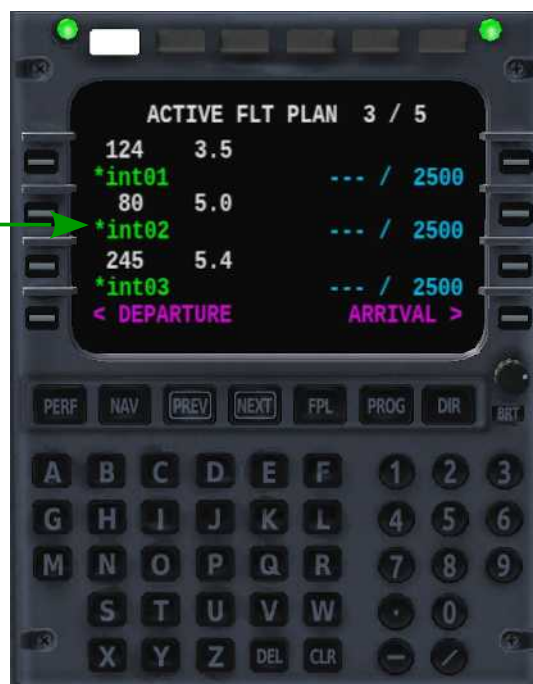 ACTIVE FLT PLAN 3 / 5
124 3.5
*int01 --- / 2500
80 5.0
*int02 --- / 2500
245 5.4
*int03 --- / 2500
< DEPARTURE ARRIVAL >
PERF NAV PREV NEXT FPL PROG DIR BRT
A B C D E F 1 2 3
G H I J K L 4 5 6
M N O P Q R 7 8 9
S T U V W · 0
X Y Z DEL CLR - /